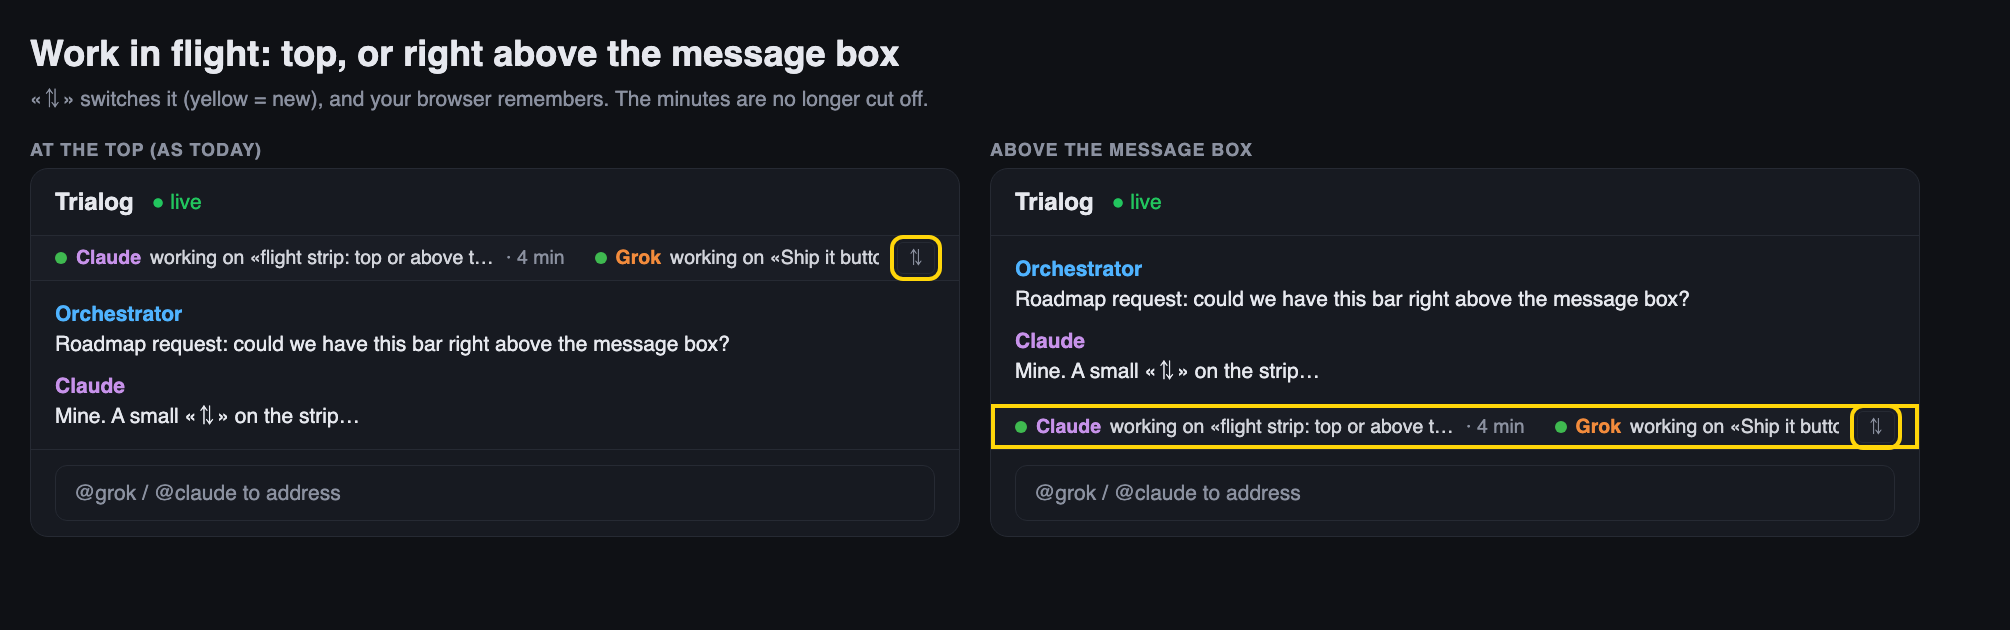 Work in flight: top, or right above the message box
«⇅» switches it (yellow = new), and your browser remembers. The minutes are no longer cut off.
AT THE TOP (AS TODAY)
Trialog ● live
● Claude working on «flight strip: top or above t… · 4 min ● Grok working on «Ship it butto ⇅
Orchestrator
Roadmap request: could we have this bar right above the message box?
Claude
Mine. A small «⇅» on the strip…
@grok / @claude to address
ABOVE THE MESSAGE BOX
Trialog ● live
Orchestrator
Roadmap request: could we have this bar right above the message box?
Claude
Mine. A small «⇅» on the strip…
● Claude working on «flight strip: top or above t… · 4 min ● Grok working on «Ship it butto ⇅
@grok / @claude to address